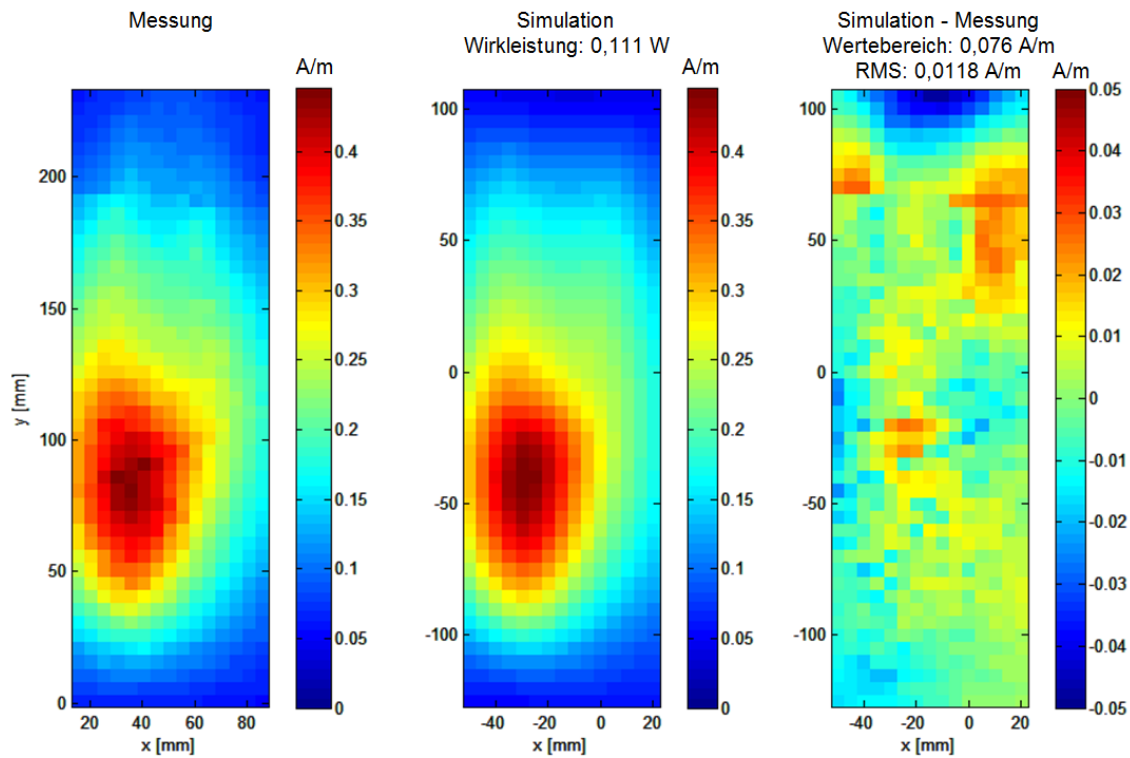 Messung
A/m
0.4
0.35
0.3
0.25
0.2
0.15
0.1
0.05
0
200
150
100
50
0
y [mm]
20 40 60 80
x [mm]
Simulation
Wirkleistung: 0,111 W
A/m
0.4
0.35
0.3
0.25
0.2
0.15
0.1
0.05
0
100
50
0
-50
-100
-40 -20 0 20
x [mm]
Simulation - Messung
Wertebereich: 0,076 A/m
RMS: 0,0118 A/m
A/m
0.05
0.04
0.03
0.02
0.01
0
-0.01
-0.02
-0.03
-0.04
-0.05
100
50
0
-50
-100
-40 -20 0 20
x [mm]